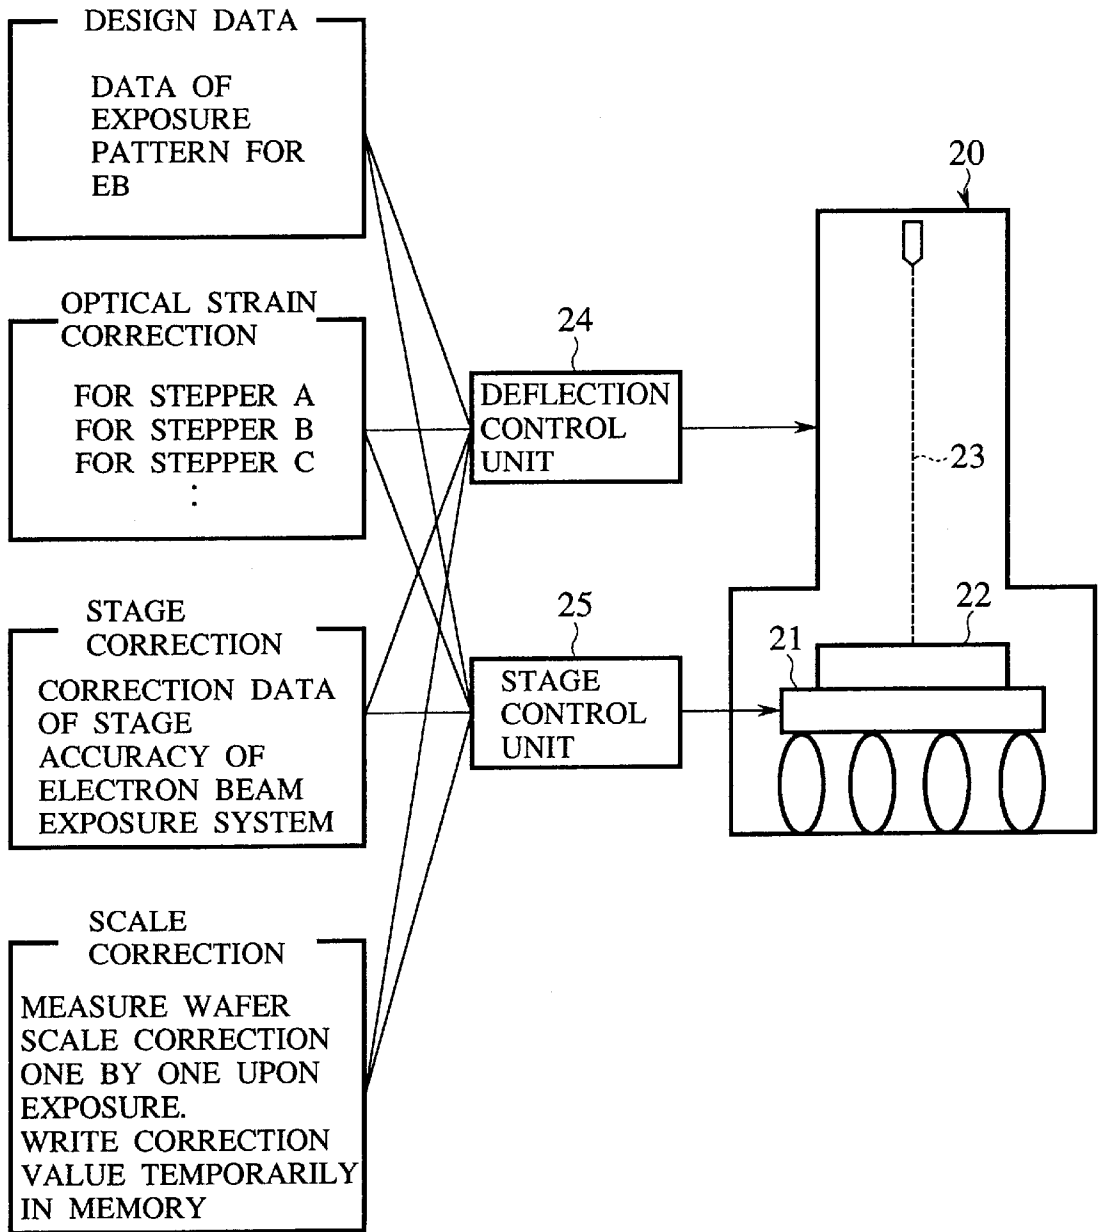 DESIGN DATA
DATA OF
EXPOSURE
PATTERN FOR
EB
OPTICAL STRAIN
CORRECTION
FOR STEPPER A
FOR STEPPER B
FOR STEPPER C
:
STAGE
CORRECTION
CORRECTION DATA
OF STAGE
ACCURACY OF
ELECTRON BEAM
EXPOSURE SYSTEM
SCALE
CORRECTION
MEASURE WAFER
SCALE CORRECTION
ONE BY ONE UPON
EXPOSURE.
WRITE CORRECTION
VALUE TEMPORARILY
IN MEMORY
24
DEFLECTION
CONTROL
UNIT
25
STAGE
CONTROL
UNIT
20
23
22
21